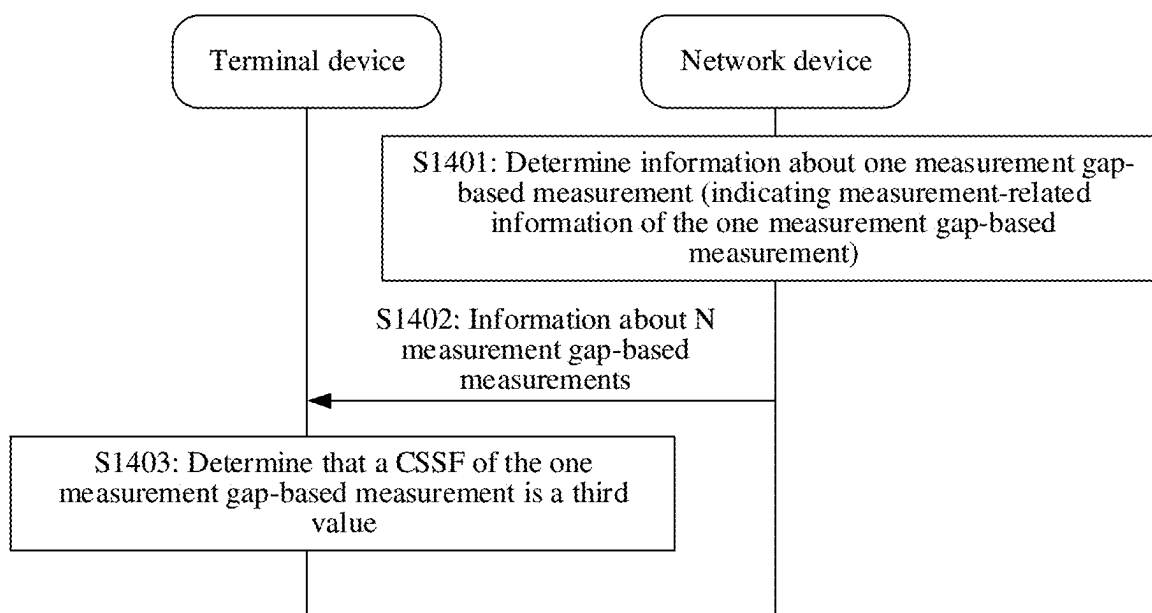 Terminal device
Network device
S1401: Determine information about one measurement gap-
based measurement (indicating measurement-related
information of the one measurement gap-based
measurement)
S1402: Information about N
measurement gap-based
measurements
S1403: Determine that a CSSF of the one
measurement gap-based measurement is a third
value